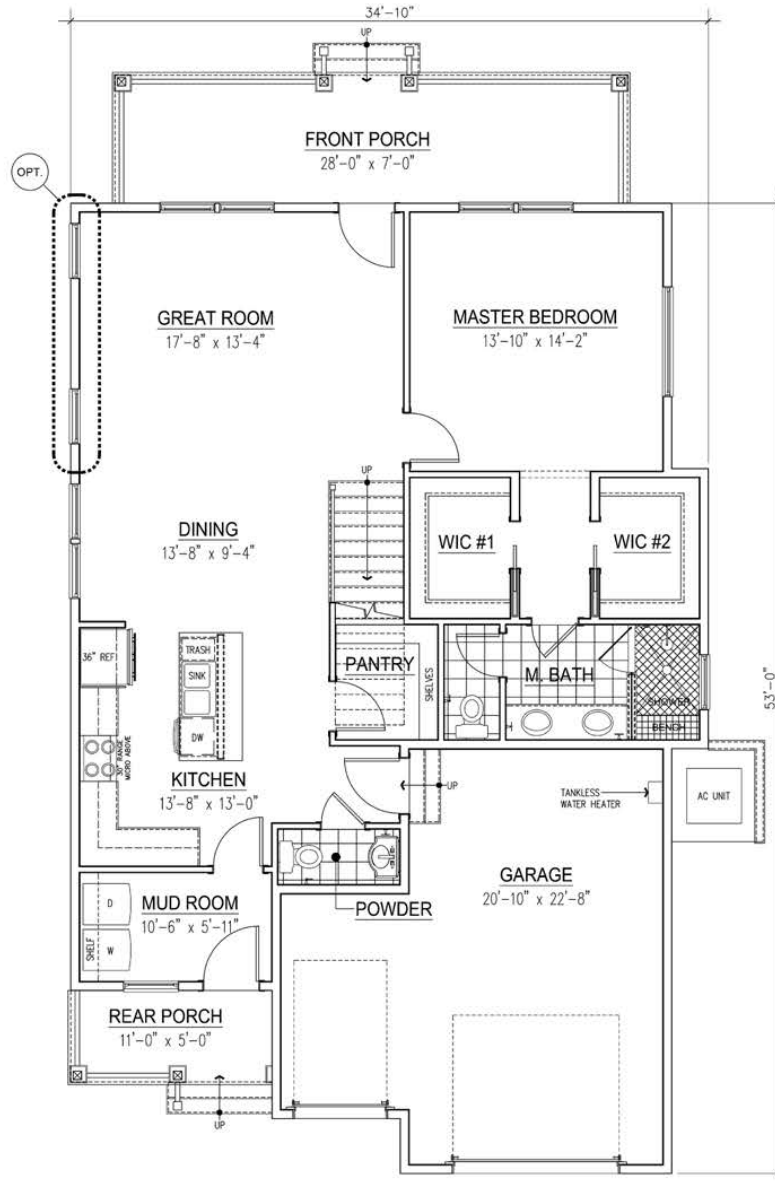 34'-10"
UP
FRONT PORCH
28'-0" x 7'-0"
OPT.
GREAT ROOM
17'-8" x 13'-4"
MASTER BEDROOM
13'-10" x 14'-2"
UP
DINING
13'-8" x 9'-4"
WIC #1
WIC #2
36" REF
TRASH
SINK
DW
PANTRY
SHELVES
M. BATH
SHOWER
BENCH
53'-0"
30" RANGE
MICRO ABOVE
KITCHEN
13'-8" x 13'-0"
UP
TANKLESS
WATER HEATER
AC UNIT
GARAGE
20'-10" x 22'-8"
POWDER
MUD ROOM
10'-6" x 5'-11"
D
W
SHELF
REAR PORCH
11'-0" x 5'-0"
UP